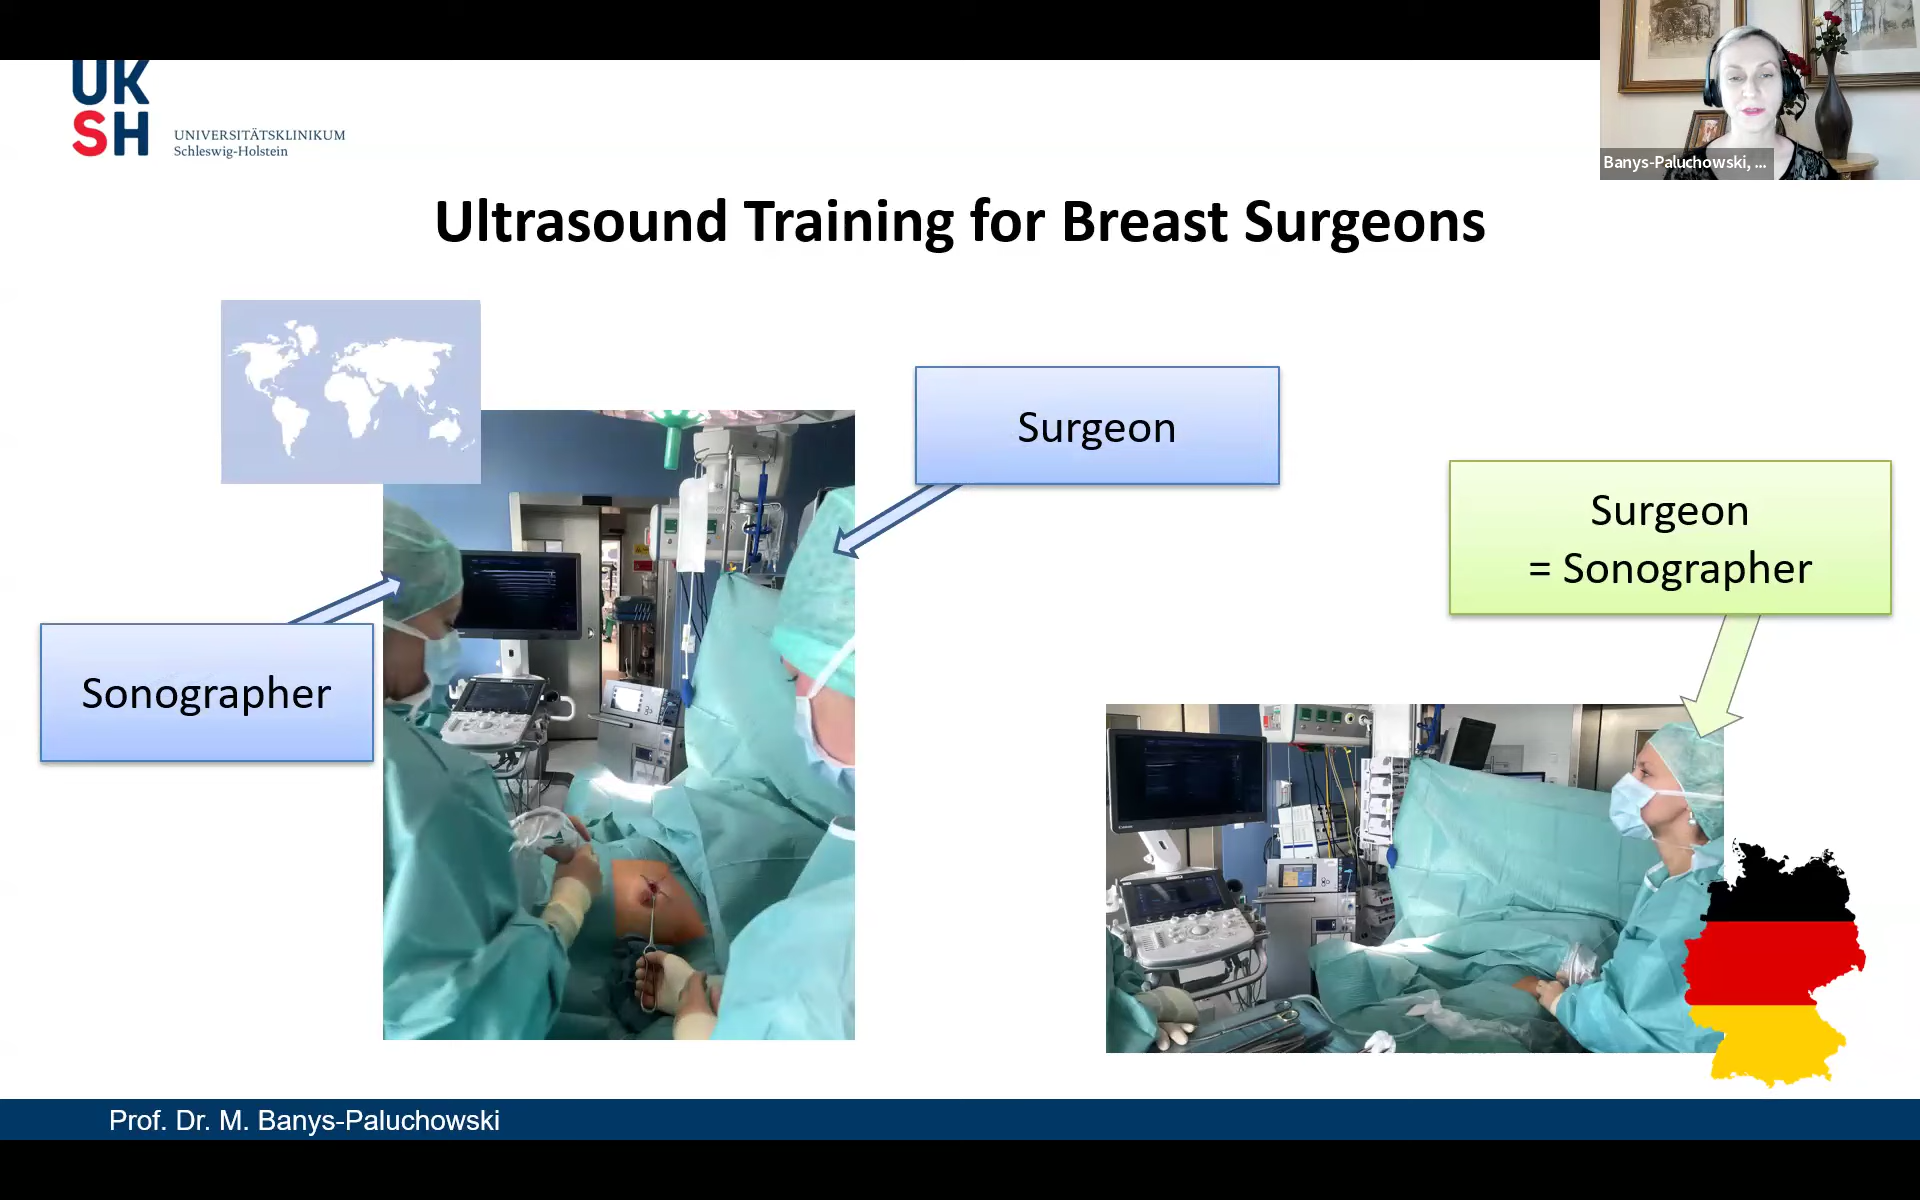 UK
SH
UNIVERSITÄTSKLINIKUM
Schleswig-Holstein
Banys-Paluchowski, ...
Ultrasound Training for Breast Surgeons
Surgeon
Surgeon
= Sonographer
Sonographer
Prof. Dr. M. Banys-Paluchowski